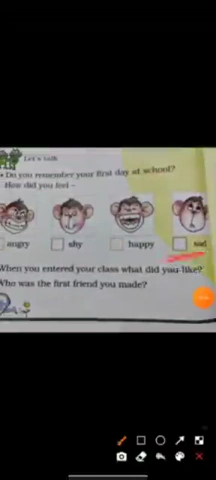 Let's talk
Do you remember your first day at school?
How did you feel –
angry shy happy sad
When you entered your class what did you like?
Who was the first friend you made?